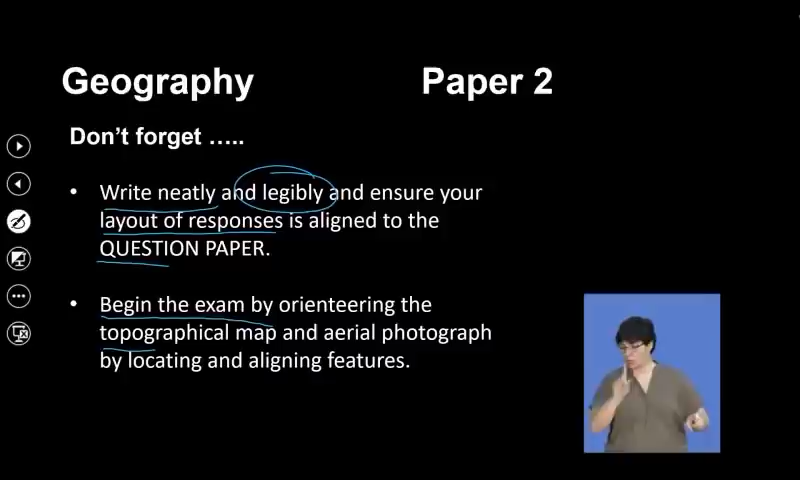 Geography Paper 2
Don’t forget …..
• Write neatly and legibly and ensure your
layout of responses is aligned to the
QUESTION PAPER.
• Begin the exam by orienteering the
topographical map and aerial photograph
by locating and aligning features.